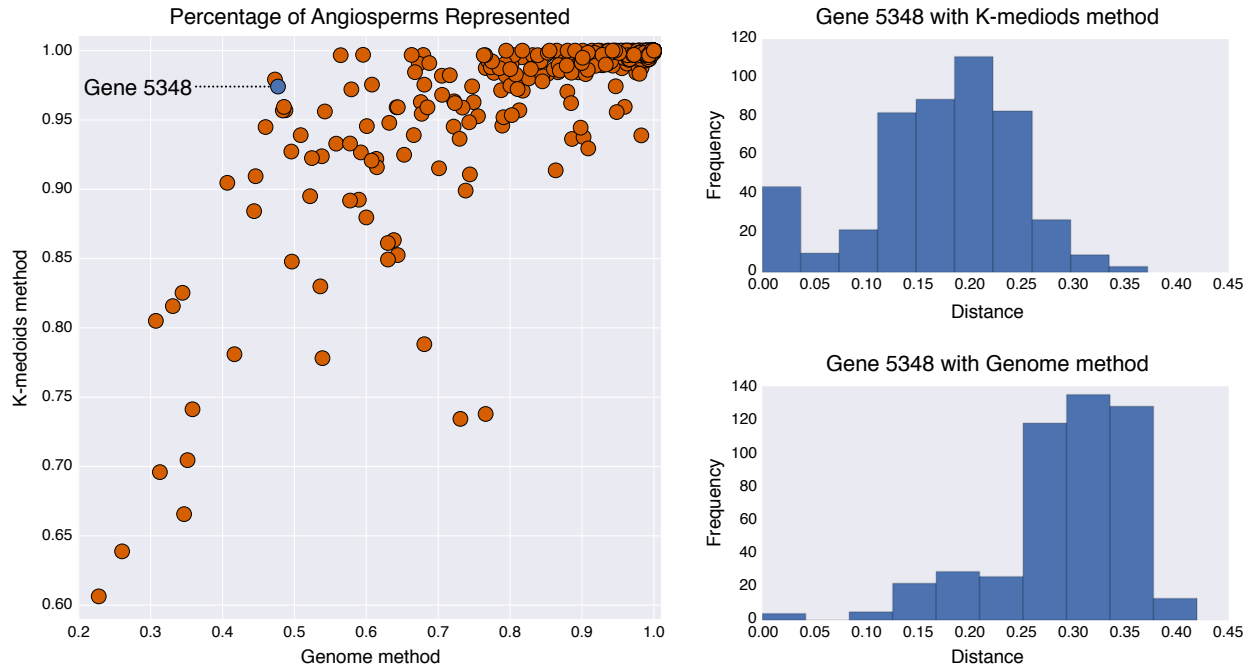 Percentage of Angiosperms Represented
1.00
0.95
0.90
0.85
0.80
0.75
0.70
0.65
0.60
K-medoids method
Gene 5348
0.2 0.3 0.4 0.5 0.6 0.7 0.8 0.9 1.0
Genome method
Gene 5348 with K-mediods method
120
100
80
60
40
20
0
Frequency
0.00 0.05 0.10 0.15 0.20 0.25 0.30 0.35 0.40 0.45
Distance
Gene 5348 with Genome method
140
120
100
80
60
40
20
0
Frequency
0.00 0.05 0.10 0.15 0.20 0.25 0.30 0.35 0.40 0.45
Distance